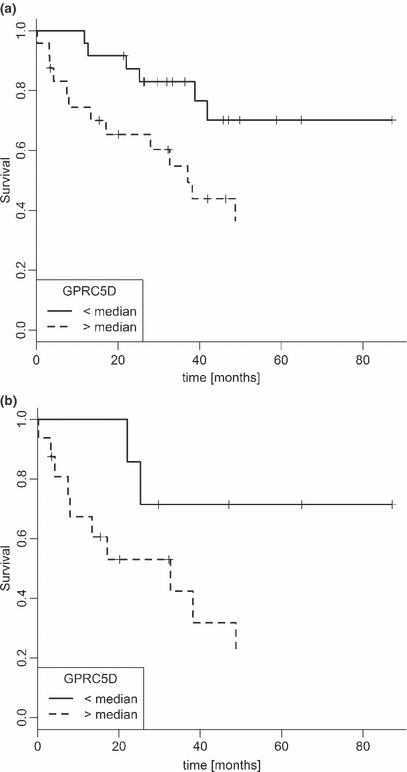 (a)
1.0
0.8
0.6
0.4
0.2
0.0
Survival
GPRC5D
< median
> median
0 20 40 60 80
time [months]
(b)
1.0
0.8
0.6
0.4
0.2
0.0
Survival
GPRC5D
< median
> median
0 20 40 60 80
time [months]